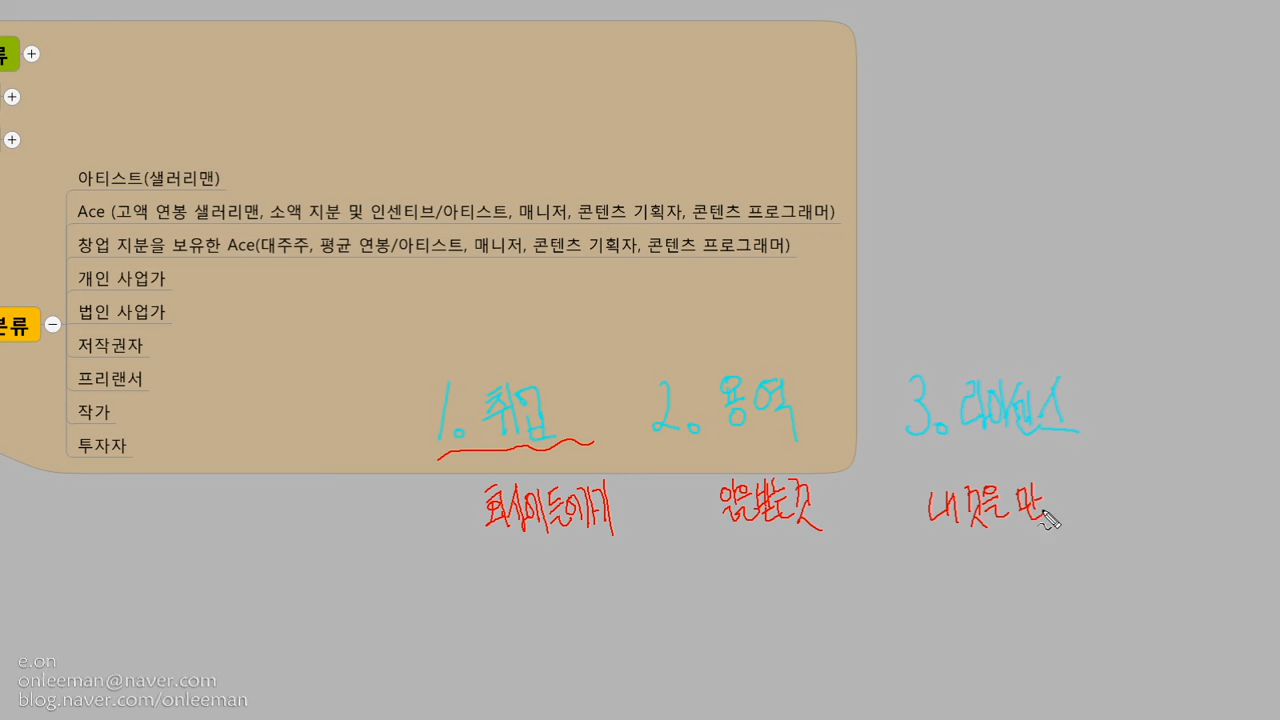 류
아티스트(샐러리맨)
Ace (고액 연봉 샐러리맨, 소액 지분 및 인센티브/아티스트, 매니저, 콘텐츠 기획자, 콘텐츠 프로그래머)
창업 지분을 보유한 Ace(대주주, 평균 연봉/아티스트, 매니저, 콘텐츠 기획자, 콘텐츠 프로그래머)
개인 사업가
법인 사업가
분류
저작권자
프리랜서
작가
투자자
1. 취업 2. 용역 3. 라이센스
회사에 들어가기 일을 받는 것 내 것을 만
e.on
onleeman@naver.com
blog.naver.com/onleeman